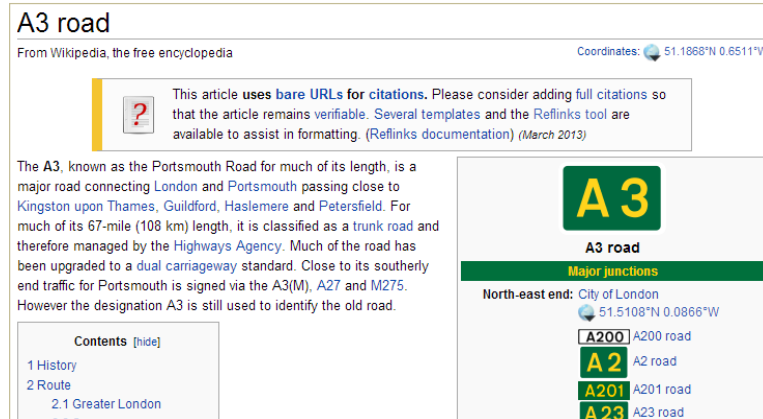 A3 road
From Wikipedia, the free encyclopedia
Coordinates: 51.1868°N 0.6511°W
This article uses bare URLs for citations. Please consider adding full citations so
that the article remains verifiable. Several templates and the Reflinks tool are
available to assist in formatting. (Reflinks documentation) (March 2013)
The A3, known as the Portsmouth Road for much of its length, is a
major road connecting London and Portsmouth passing close to
Kingston upon Thames, Guildford, Haslemere and Petersfield. For
much of its 67-mile (108 km) length, it is classified as a trunk road and
therefore managed by the Highways Agency. Much of the road has
been upgraded to a dual carriageway standard. Close to its southerly
end traffic for Portsmouth is signed via the A3(M), A27 and M275.
However the designation A3 is still used to identify the old road.
Contents [hide]
1 History
2 Route
2.1 Greater London
A3
A3 road
Major junctions
North-east end: City of London
51.5108°N 0.0866°W
A200 A200 road
A2 A2 road
A201 A201 road
A23 A23 road